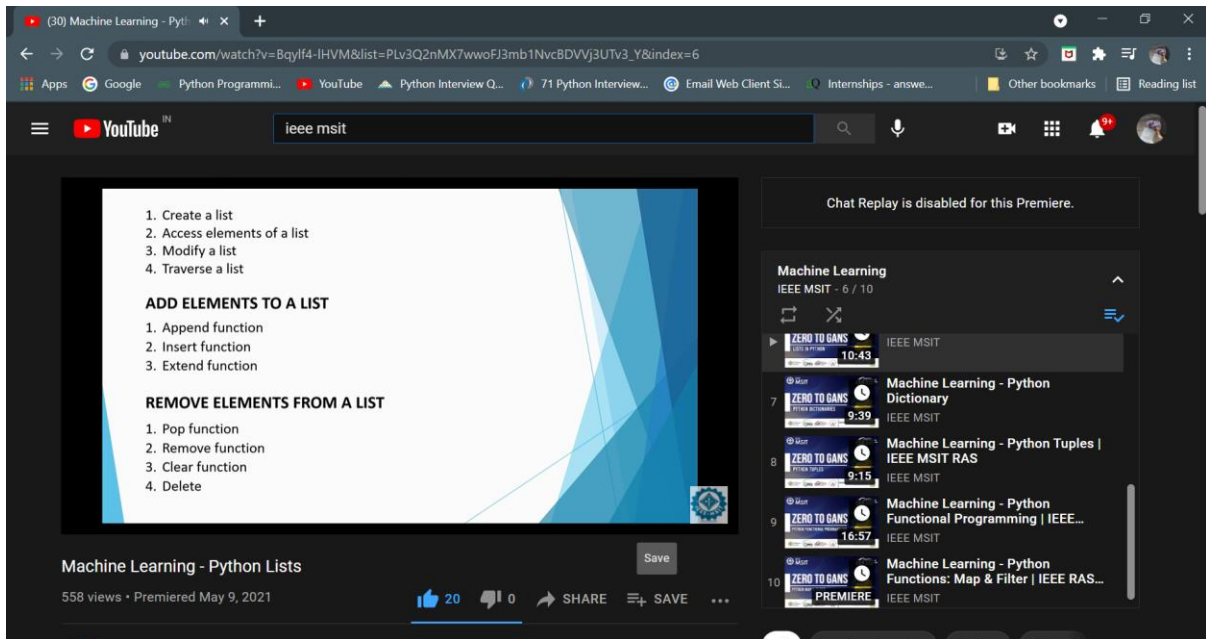 (30) Machine Learning - Pyth
youtube.com/watch?v=Bqylf4-lHVM&list=PLv3Q2nMX7wwoFJ3mb1NvcBDVVj3UTv3_Y&index=6
Apps Google Python Programmi... YouTube Python Interview Q... 71 Python Interview... Email Web Client Si... Internships - answe... Other bookmarks Reading list
YouTube IN
ieee msit
9+
1. Create a list
2. Access elements of a list
3. Modify a list
4. Traverse a list
ADD ELEMENTS TO A LIST
1. Append function
2. Insert function
3. Extend function
REMOVE ELEMENTS FROM A LIST
1. Pop function
2. Remove function
3. Clear function
4. Delete
Save
Machine Learning - Python Lists
558 views • Premiered May 9, 2021
20 0 SHARE SAVE
Chat Replay is disabled for this Premiere.
Machine Learning
IEEE MSIT - 6 / 10
ZERO TO GANS
LISTS IN PYTHON
10:43
IEEE MSIT
7
ZERO TO GANS
PYTHON DICTIONARIES
9:39
Machine Learning - Python
Dictionary
IEEE MSIT
8
ZERO TO GANS
PYTHON TUPLES
9:15
Machine Learning - Python Tuples |
IEEE MSIT RAS
IEEE MSIT
9
ZERO TO GANS
16:57
Machine Learning - Python
Functional Programming | IEEE...
IEEE MSIT
10
ZERO TO GANS
PREMIERE
Machine Learning - Python
Functions: Map & Filter | IEEE RAS...
IEEE MSIT